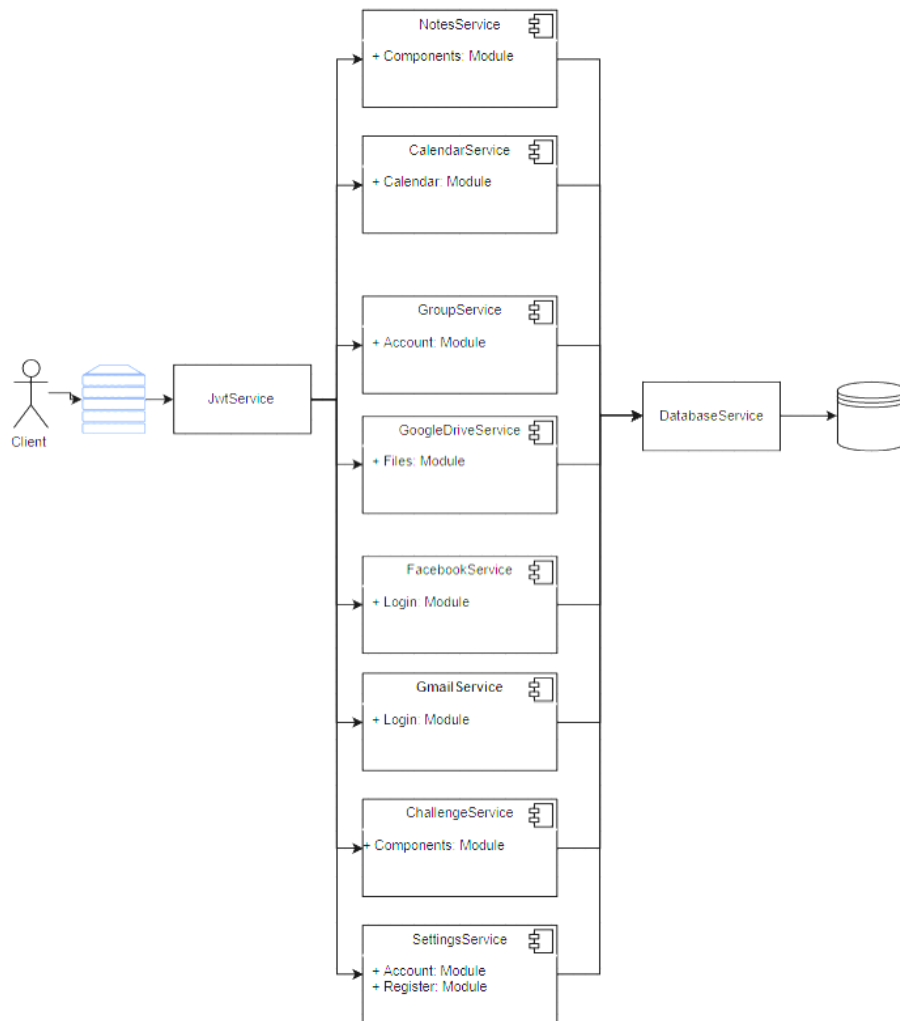 NotesService
+ Components: Module
CalendarService
+ Calendar: Module
GroupService
+ Account: Module
Client
JwtService
GoogleDriveService
+ Files: Module
DatabaseService
FacebookService
+ Login: Module
GmailService
+ Login: Module
ChallengeService
+ Components: Module
SettingsService
+ Account: Module
+ Register: Module